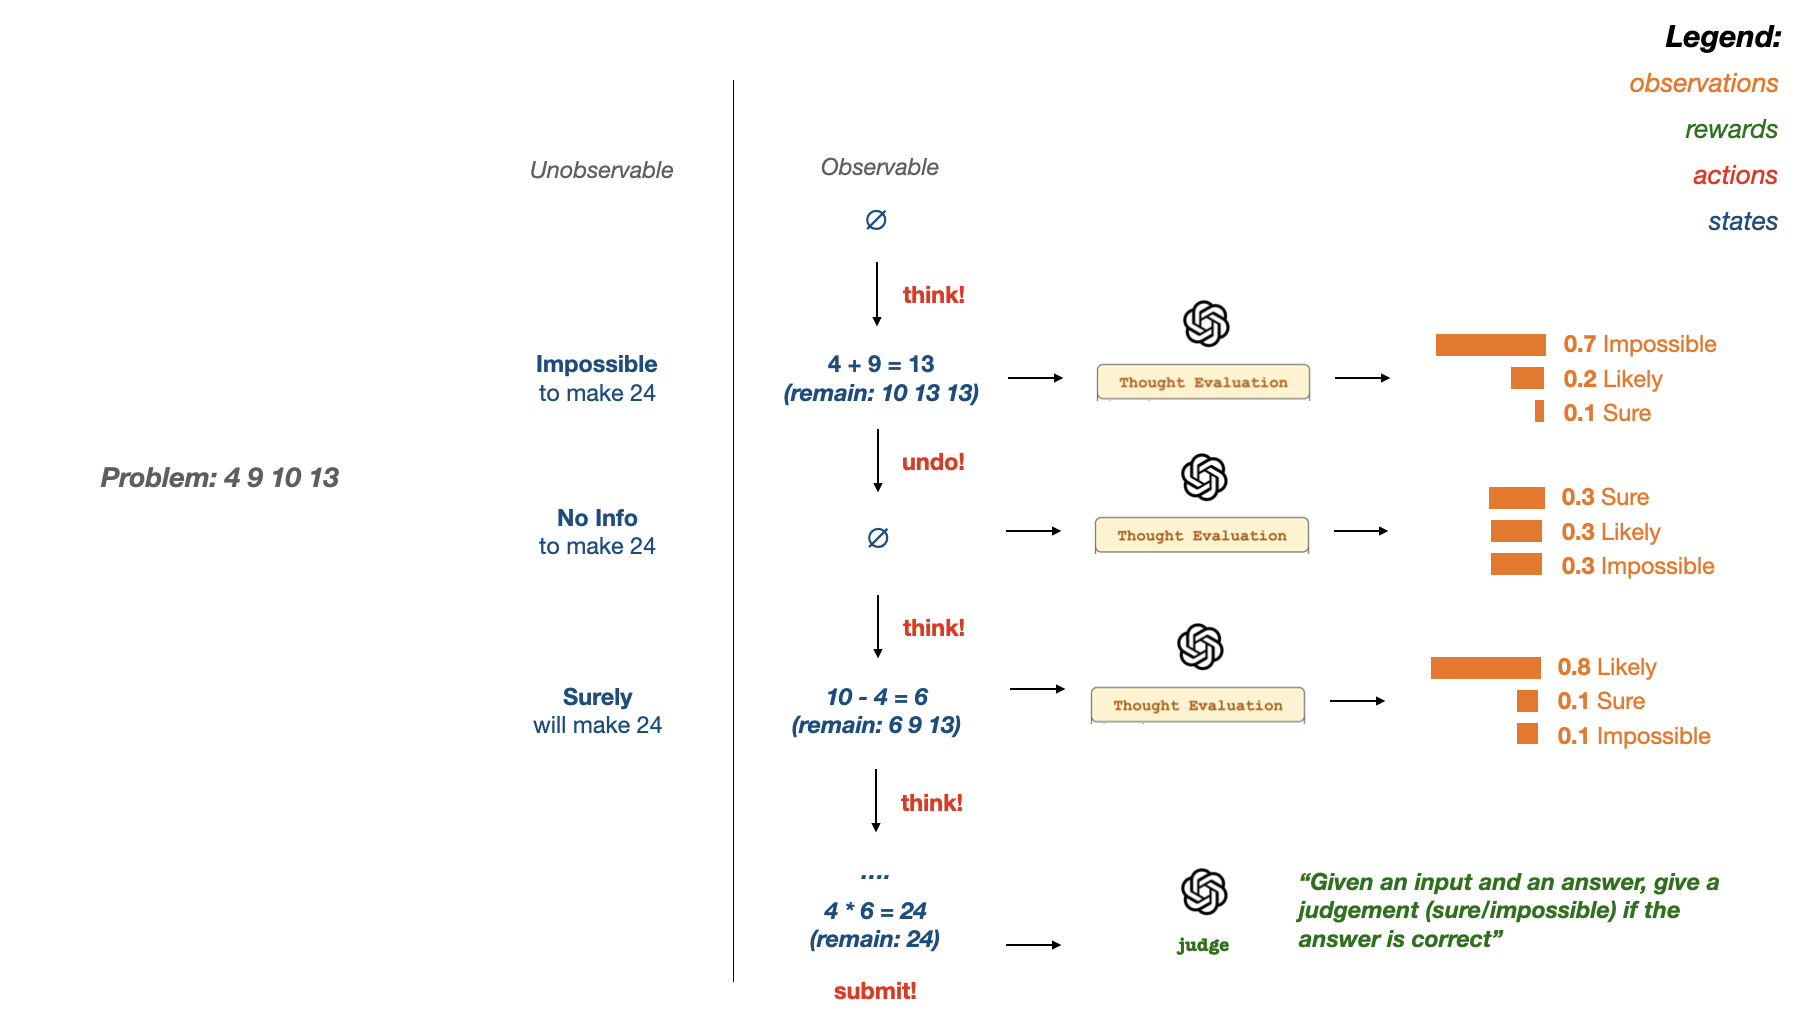 Legend:
observations
rewards
actions
states
Unobservable
Observable
∅
think!
Impossible
to make 24
4 + 9 = 13
(remain: 10 13 13)
Thought Evaluation
0.7 Impossible
0.2 Likely
0.1 Sure
undo!
Problem: 4 9 10 13
No Info
to make 24
∅
Thought Evaluation
0.3 Sure
0.3 Likely
0.3 Impossible
think!
Surely
will make 24
10 - 4 = 6
(remain: 6 9 13)
Thought Evaluation
0.8 Likely
0.1 Sure
0.1 Impossible
think!
....
4 * 6 = 24
(remain: 24)
judge
“Given an input and an answer, give a
judgement (sure/impossible) if the
answer is correct”
submit!